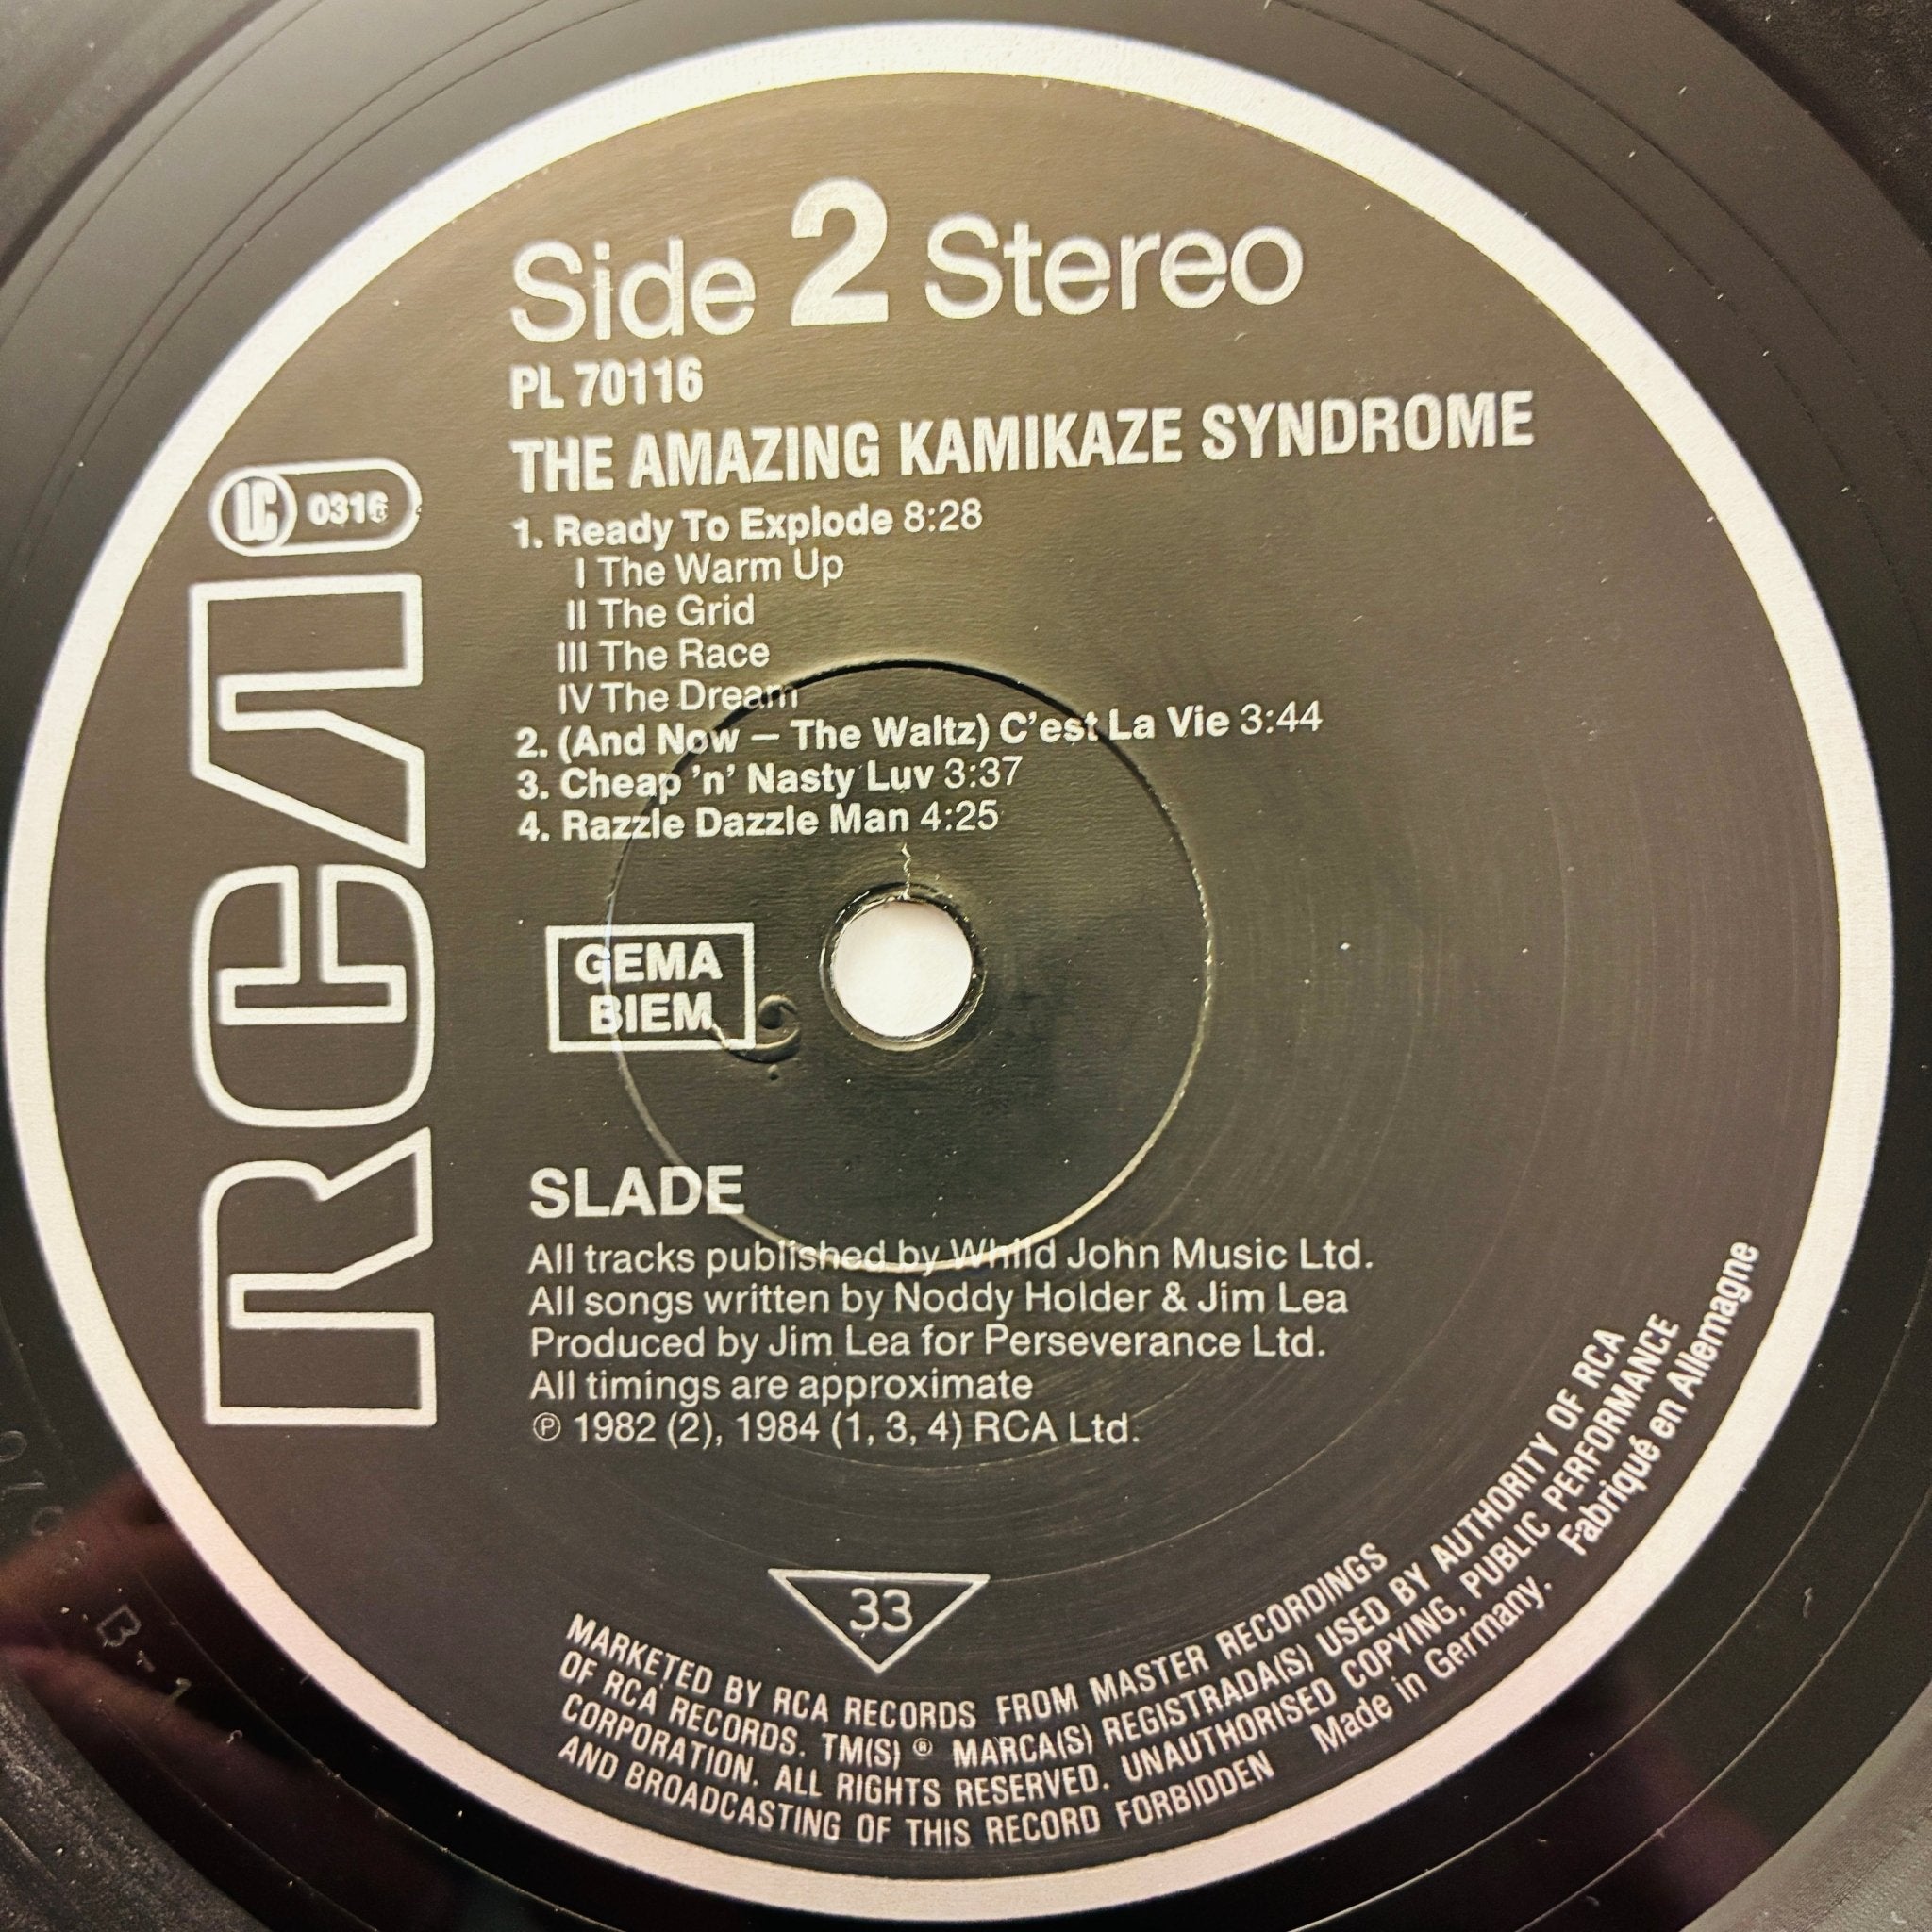 Side 2 Stereo
PL 70116
THE AMAZING KAMIKAZE SYNDROME
LC 0316
1. Ready To Explode 8:28
I The Warm Up
II The Grid
III The Race
IV The Dream
2. (And Now – The Waltz) C'est La Vie 3:44
3. Cheap 'n' Nasty Luv 3:37
4. Razzle Dazzle Man 4:25
RCA
GEMA
BIEM
SLADE
All tracks published by Whild John Music Ltd.
All songs written by Noddy Holder & Jim Lea
Produced by Jim Lea for Perseverance Ltd.
All timings are approximate
℗ 1982 (2), 1984 (1, 3, 4) RCA Ltd.
33
MARKETED BY RCA RECORDS FROM MASTER RECORDINGS
OF RCA RECORDS. TM(S) ® MARCA(S) REGISTRADA(S) USED BY AUTHORITY OF RCA
CORPORATION. ALL RIGHTS RESERVED. UNAUTHORISED COPYING, PUBLIC PERFORMANCE
AND BROADCASTING OF THIS RECORD FORBIDDEN Made in Germany. Fabriqué en Allemagne
B-1